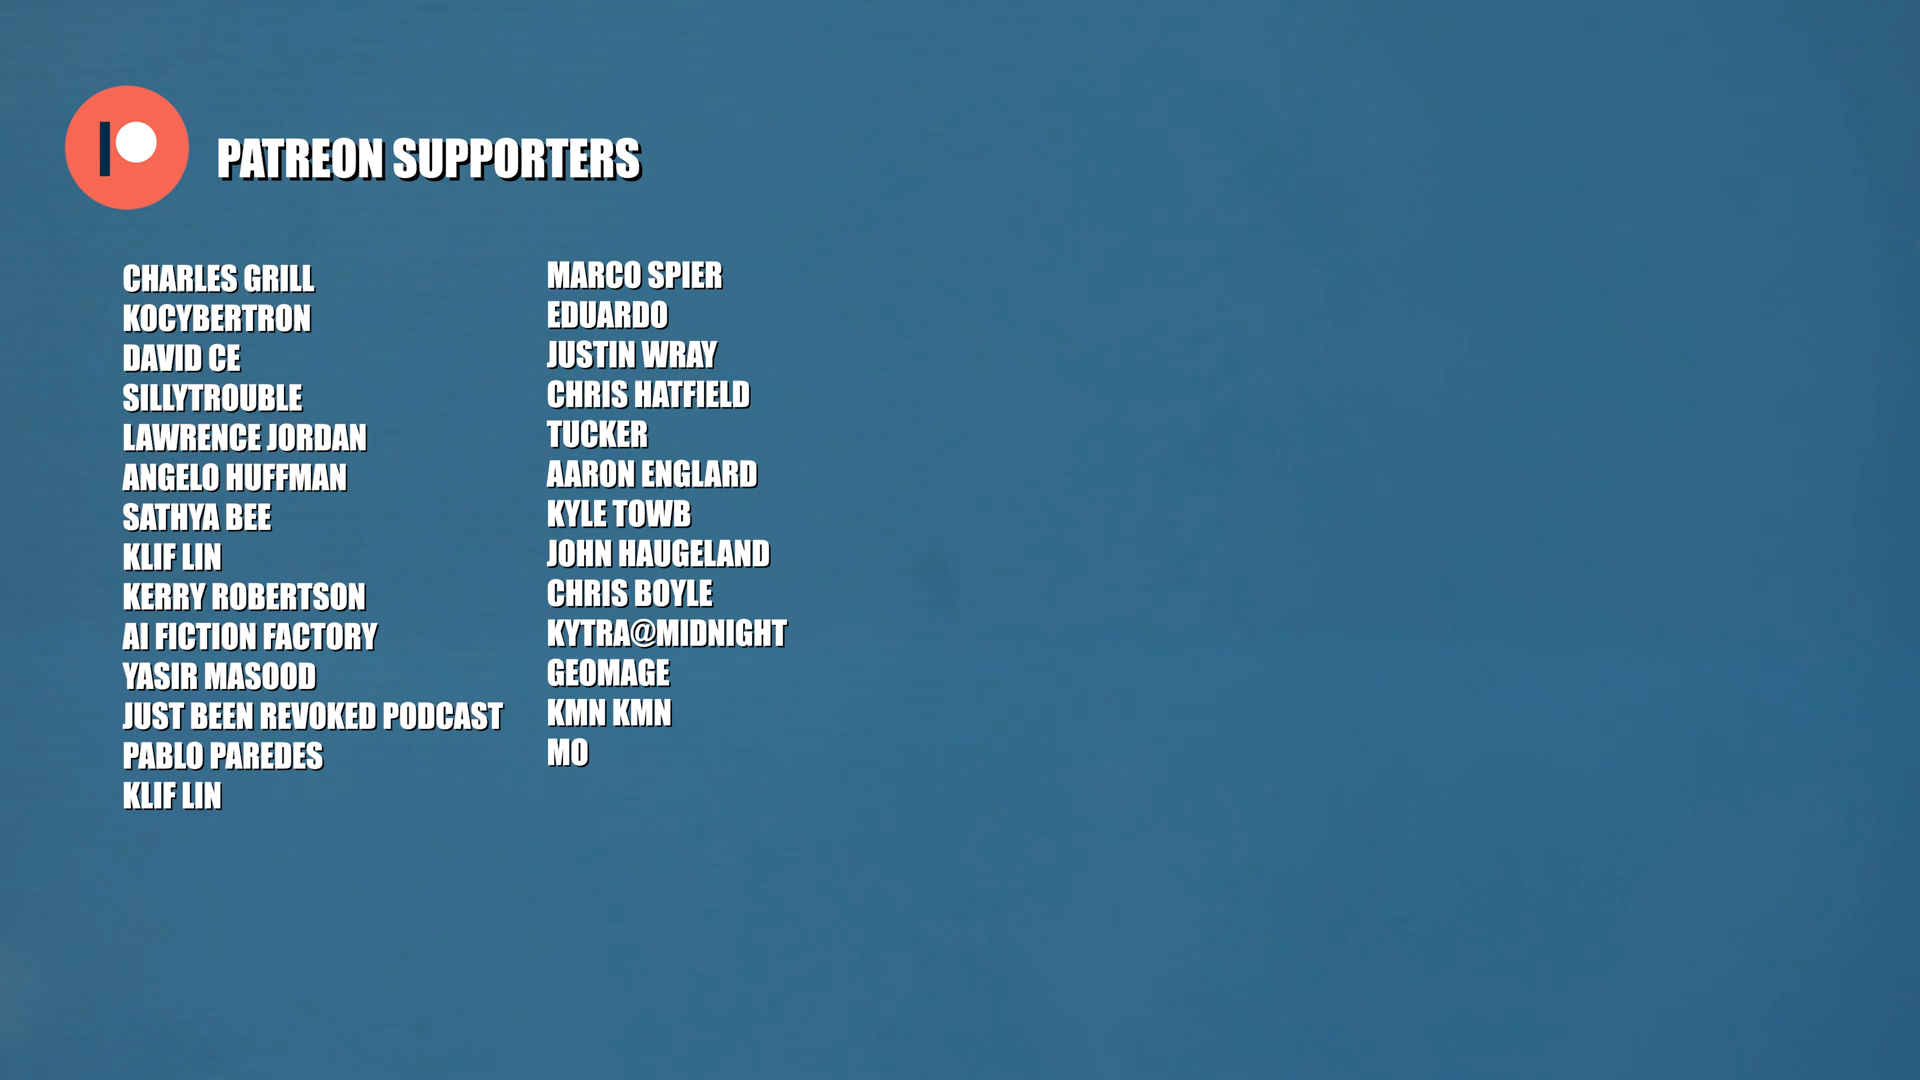 PATREON SUPPORTERS
CHARLES GRILL
KOCYBERTRON
DAVID CE
SILLYTROUBLE
LAWRENCE JORDAN
ANGELO HUFFMAN
SATHYA BEE
KLIF LIN
KERRY ROBERTSON
AI FICTION FACTORY
YASIR MASOOD
JUST BEEN REVOKED PODCAST
PABLO PAREDES
KLIF LIN
MARCO SPIER
EDUARDO
JUSTIN WRAY
CHRIS HATFIELD
TUCKER
AARON ENGLARD
KYLE TOWB
JOHN HAUGELAND
CHRIS BOYLE
KYTRA@MIDNIGHT
GEOMAGE
KMN KMN
MO